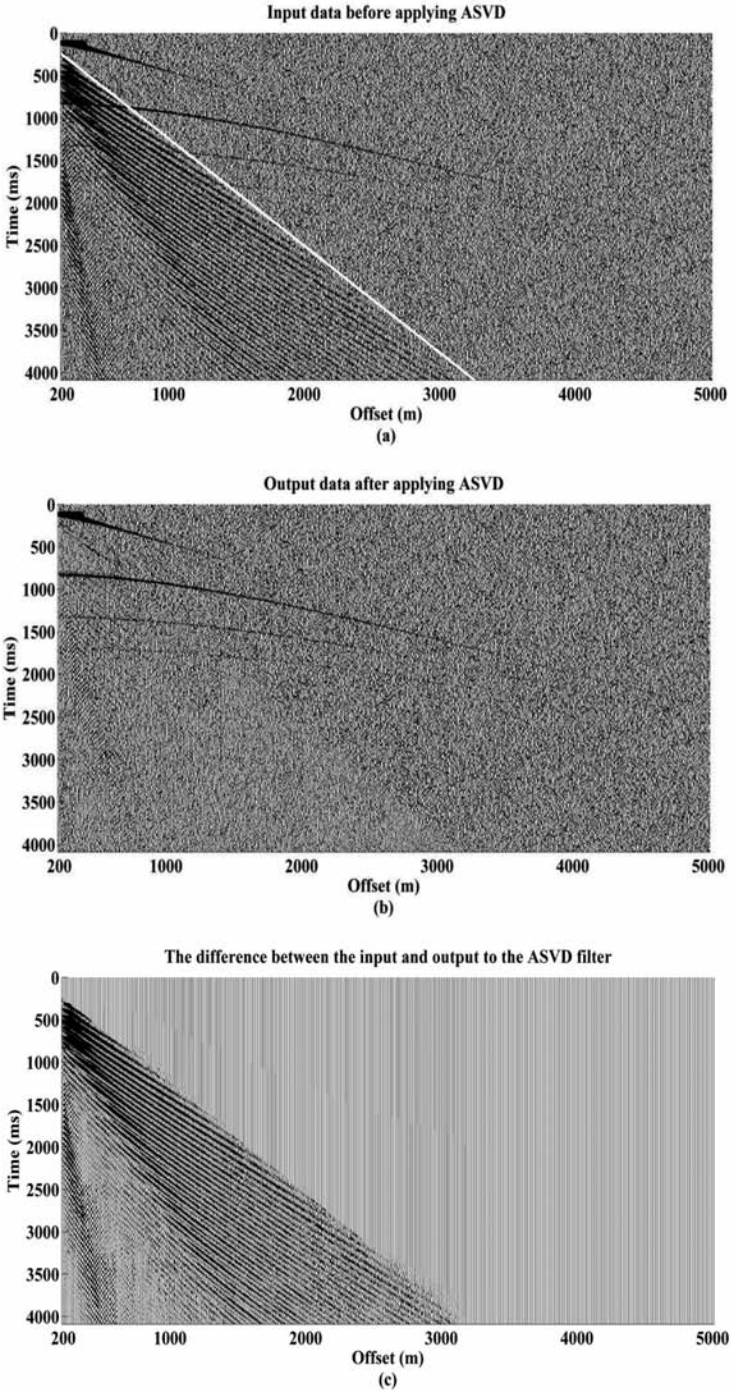 Input data before applying ASVD
0
500
1000
1500
2000
2500
3000
3500
4000
Time (ms)
200 1000 2000 3000 4000 5000
Offset (m)
(a)
Output data after applying ASVD
0
500
1000
1500
2000
2500
3000
3500
4000
Time (ms)
200 1000 2000 3000 4000 5000
Offset (m)
(b)
The difference between the input and output to the ASVD filter
0
500
1000
1500
2000
2500
3000
3500
4000
Time (ms)
200 1000 2000 3000 4000 5000
Offset (m)
(c)